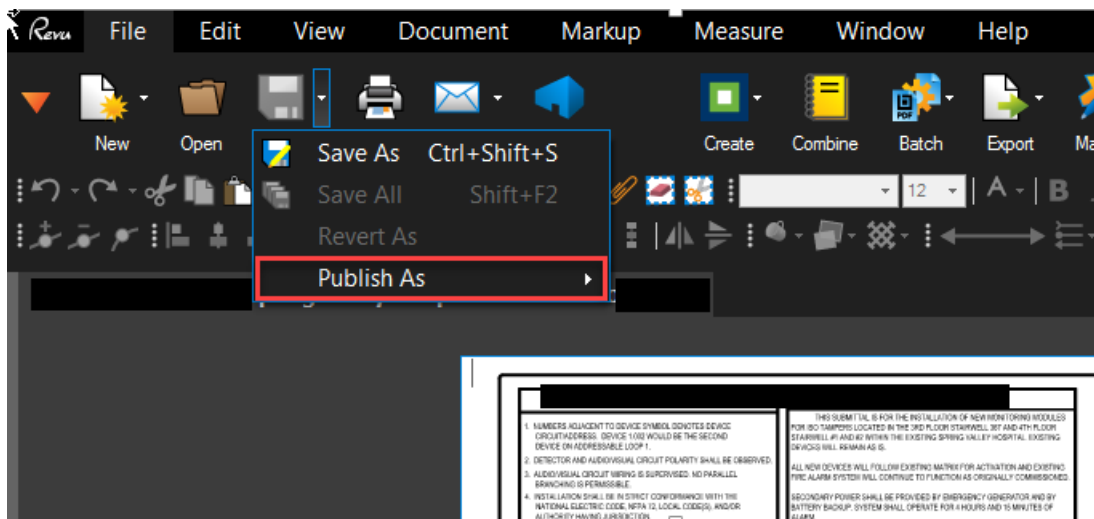 Revu File Edit View Document Markup Measure Window Help
New Open Create Combine Batch Export
PDF
Save As Ctrl+Shift+S
Save All Shift+F2
Revert As
Publish As
12 A B
1. NUMBERS ADJACENT TO DEVICE SYMBOL DENOTES DEVICE
CIRCUIT/ADDRESS. DEVICE 1:002 WOULD BE THE SECOND
DEVICE ON ADDRESSABLE LOOP 1.
2. DETECTOR AND AUDIO/VISUAL CIRCUIT POLARITY SHALL BE OBSERVED.
3. AUDIO/VISUAL CIRCUIT WIRING IS SUPERVISED. NO PARALLEL
BRANCHING IS PERMISSIBLE.
4. INSTALLATION SHALL BE IN STRICT CONFORMANCE WITH THE
NATIONAL ELECTRIC CODE, NFPA 72, LOCAL CODE(S), AND/OR
AUTHORITY HAVING JURISDICTION.
THIS SUBMITTAL IS FOR THE INSTALLATION OF NEW MONITORING MODULES
FOR ISO TAMPERS LOCATED IN THE 3RD FLOOR STAIRWELL AND 4TH FLOOR
STAIRWELL #1 AND #2 WITHIN THE EXISTING SPRING VALLEY HOSPITAL. EXISTING
DEVICES WILL REMAIN AS IS.
ALL NEW DEVICES WILL FOLLOW EXISTING MATRIX FOR ACTIVATION AND EXISTING
FIRE ALARM SYSTEM WILL CONTINUE TO FUNCTION AS ORIGINALLY COMMISSIONED.
SECONDARY POWER SHALL BE PROVIDED BY EMERGENCY GENERATOR AND BY
BATTERY BACKUP. SYSTEM SHALL OPERATE FOR 4 HOURS AND 15 MINUTES OF
ALARM